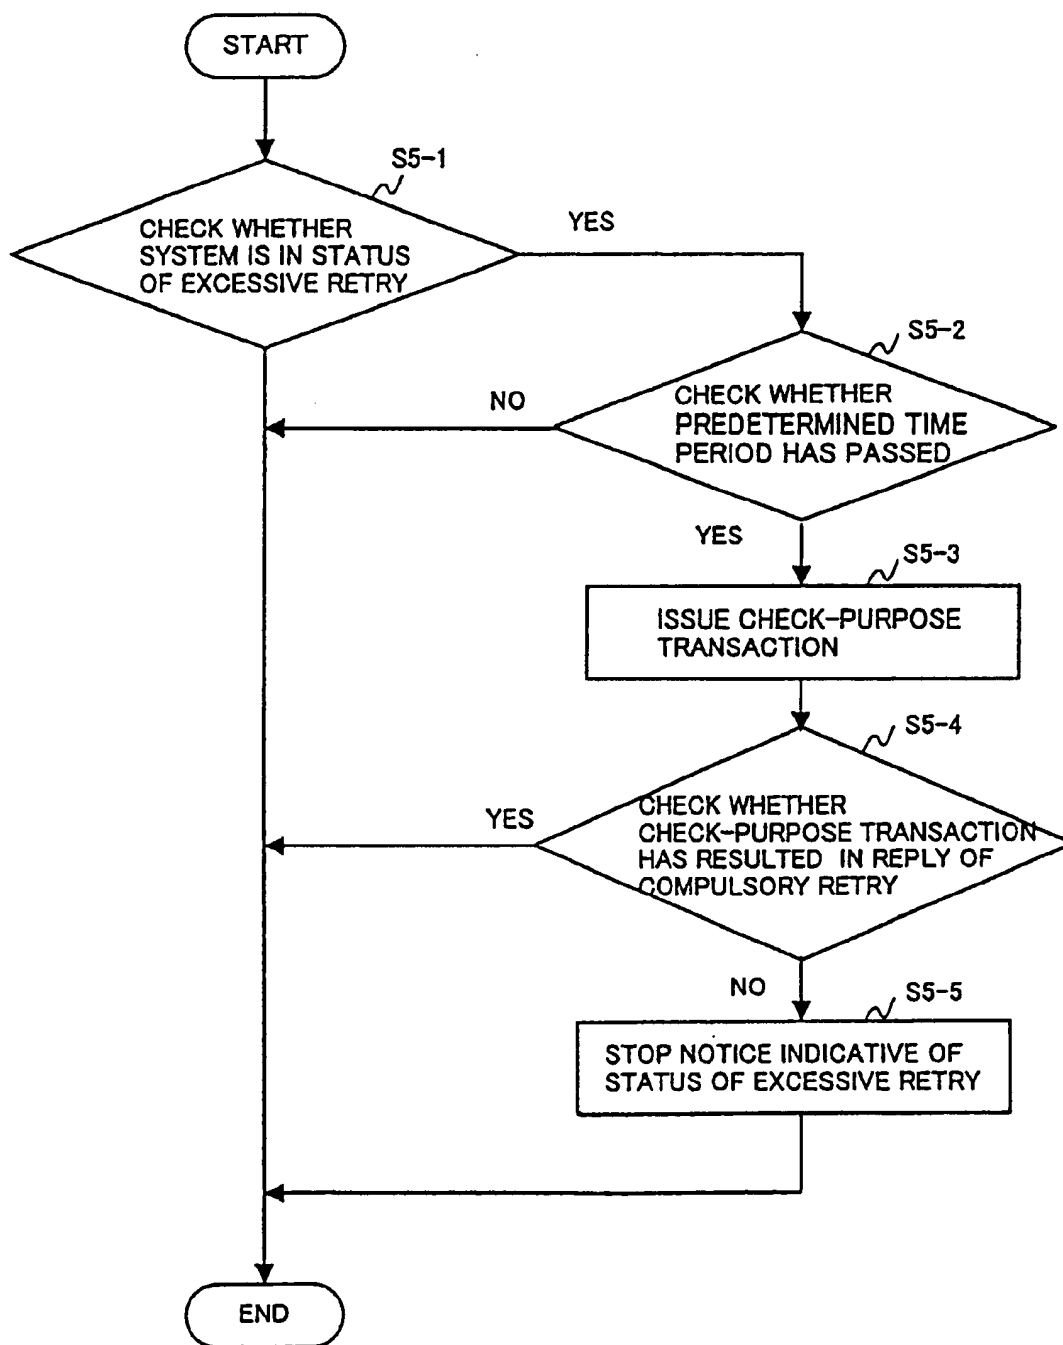 START
S5-1
CHECK WHETHER
SYSTEM IS IN STATUS
OF EXCESSIVE RETRY
YES
S5-2
CHECK WHETHER
PREDETERMINED TIME
PERIOD HAS PASSED
NO
YES
S5-3
ISSUE CHECK-PURPOSE
TRANSACTION
S5-4
CHECK WHETHER
CHECK-PURPOSE TRANSACTION
HAS RESULTED IN REPLY OF
COMPULSORY RETRY
YES
NO
S5-5
STOP NOTICE INDICATIVE OF
STATUS OF EXCESSIVE RETRY
END